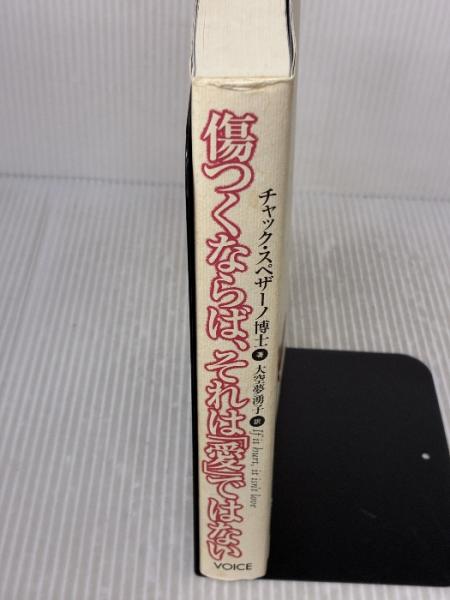 傷つくならば、それは「愛」ではない
チャック・スペザーノ博士 著
大空夢湧子 訳
If it hurt, it isn't love
VOICE